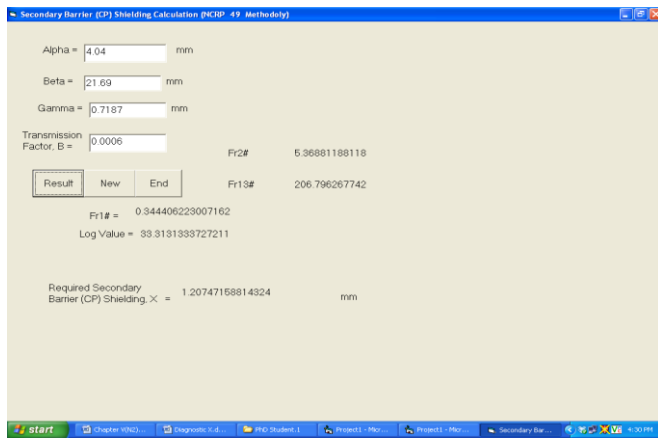 Secondary Barrier (CP) Shielding Calculation (NCRP 49 Methodoly)
Alpha = 4.04 mm
Beta = 21.69 mm
Gamma = 0.7187 mm
Transmission
Factor, B = 0.0006
Fr2# 5.36881188118
Result New End Fr13# 206.796267742
Fr1# = 0.344406223007162
Log Value = 33.3131333727211
Required Secondary
Barrier (CP) Shielding, X = 1.20747158814324 mm
start Chapter V(N2)... Diagnostic X.d... PhD Student.1 Project1 - Micr... Project1 - Micr... Secondary Bar... 4:30 PM